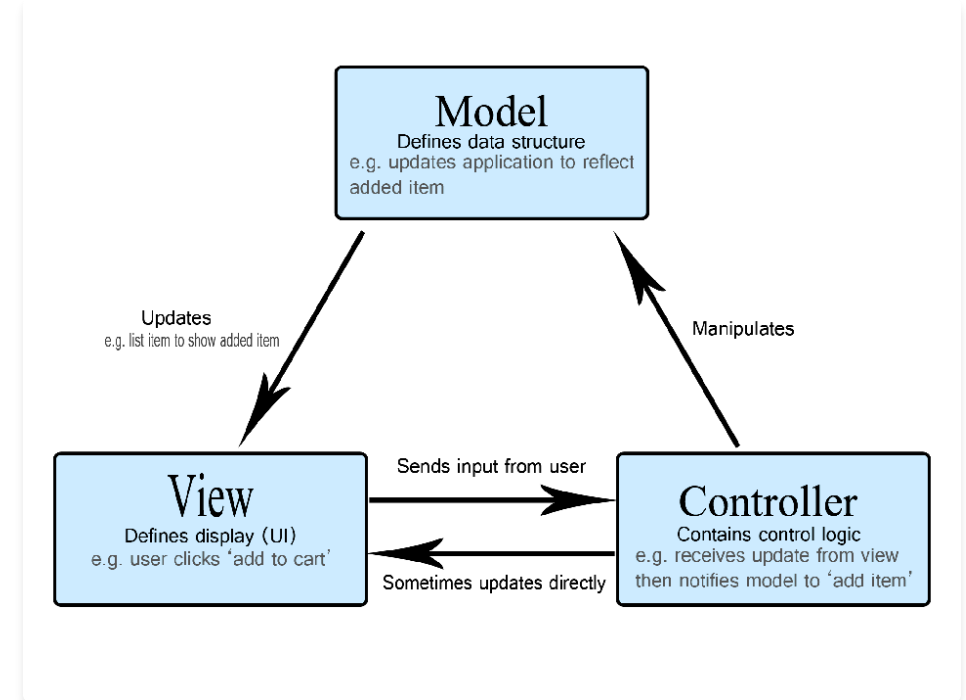 Model
Defines data structure
e.g. updates application to reflect
added item
Updates
e.g. list item to show added item
Manipulates
View
Defines display (UI)
e.g. user clicks ‘add to cart’
Sends input from user
Sometimes updates directly
Controller
Contains control logic
e.g. receives update from view
then notifies model to ‘add item’